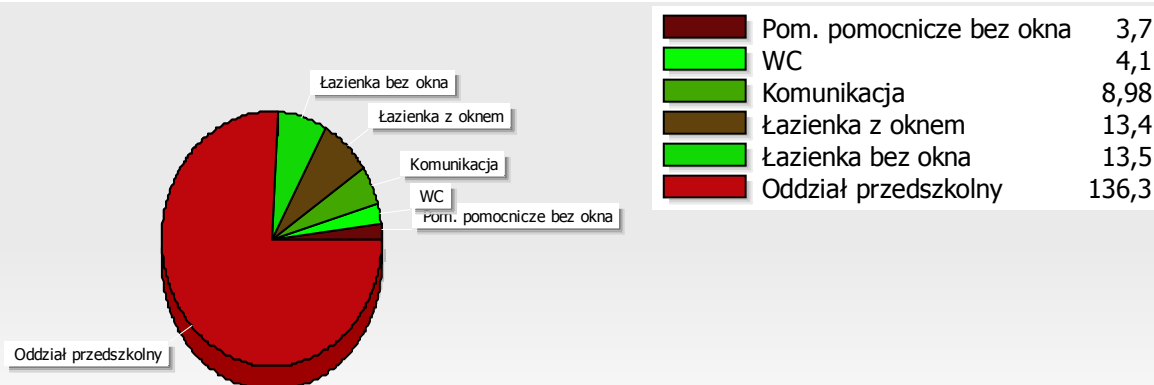 Łazienka bez okna
Łazienka z oknem
Komunikacja
WC
Pom. pomocnicze bez okna
Oddział przedszkolny
Pom. pomocnicze bez okna 3,7
WC 4,1
Komunikacja 8,98
Łazienka z oknem 13,4
Łazienka bez okna 13,5
Oddział przedszkolny 136,3